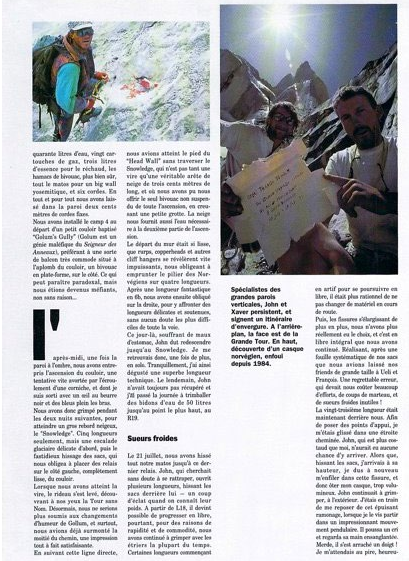 quarante litres d'eau, vingt car-
touches de gaz, trois litres
d'essence pour le réchaud, les
hamacs de bivouac, plus bien sûr,
tout le matos pour un big wall
yosemitique, et six cordes. En
tout et pour tout nous avons lais-
sé dans la paroi deux cents
mètres de cordes fixes.
Nous avons installé le camp 4 au
départ d'un petit couloir baptisé
"Golum's Gully" (Golum est un
génie maléfique du Seigneur des
Anneaux), préférant à une sorte
de balcon très commode situé à
l'aplomb du couloir, un bivouac
en plate-forme, sur le côté. Ce qui
peut paraître paradoxal, mais
nous étions devenus méfiants,
non sans raison...
L'
après-midi, une fois la
paroi à l'ombre, nous avons entre-
pris l'ascension du couloir, une
tentative vite avortée par l'écrou-
lement d'une corniche, et dont je
suis sorti avec un œil au beurre
noir et des bleus plein les bras.
Nous avons donc grimpé pendant
les deux nuits suivantes, pour
atteindre un gros rebord neigeux,
le "Snowledge". Cinq longueurs
seulement, mais une escalade
glaciaire délicate d'abord, puis le
fastidieux hissage des sacs, qui
nous obligea à placer des relais
sur le côté gauche, complètement
lisse, du couloir.
Lorsque nous avons atteint la
vire, le rideau s'est levé, décou-
vrant à nos yeux la Tour sans
Nom. Désormais, nous ne serions
plus soumis aux changements
d'humeur de Gollum, et surtout,
nous avions déjà surmonté la
moitié du chemin, une impression
tout à fait satisfaisante.
En suivant cette ligne directe,
nous avions atteint le pied du
"Head Wall" sans traverser le
Snowledge, qui n'est pas tant une
vire qu'une véritable arête de
neige de trois cents mètres de
long, et où nous avons pu nous
offrir le seul bivouac non suspen-
du de toute l'ascension, en creu-
sant une petite grotte. La neige
nous fournit aussi l'eau nécessai-
re à la deuxième partie de l'ascen-
sion.
Le départ du mur était si lisse,
que rurps, copperheads et autres
cliff hangers se révélèrent vite
impuissants, nous obligeant à
emprunter le pilier des Nor-
végiens sur quatre longueurs.
Après une longueur fantastique
en 6b, nous avons ensuite obliqué
sur la droite, pour y affronter des
longueurs délicates et soutenues,
sans aucun doute les plus diffi-
ciles de toute la voie.
Ce jour-là, souffrant de maux
d'estomac, John dut redescendre
jusqu'au Snowledge. Je me
retrouvais donc, une fois de plus,
en solo. Tranquillement, j'ai ainsi
dégusté une superbe longueur
technique. Le lendemain, John
n'avait toujours pas récupéré et
j'ai passé la journée à trimballer
des bidons d'eau de 10 litres
jusqu'au point le plus haut, au
R19.
Sueurs froides
Le 21 juillet, nous avons hissé
tout notre matos jusqu'à ce der-
nier relais. John, qui cherchait
sans doute à se rattraper, ouvrit
plusieurs longueurs, hissant les
sacs derrière lui — un coup
d'éclat quand on connaît leur
poids. A partir de L18, il devint
possible de progresser en libre,
pourtant, pour des raisons de
rapidité et de commodité, nous
avons continué à grimper avec les
étriers la plupart du temps.
Certaines longueurs commençant
Spécialistes des
grandes parois
verticales, John et
Xaver persistent, et
signent un itinéraire
d'envergure. A l'arrière-
plan, la face est de la
Grande Tour. En haut,
découverte d'un casque
norvégien, enfoui
depuis 1984.
en artif pour se poursuivre en
libre, il était plus rationnel de ne
pas changer de matériel en cours
de route.
Puis, les fissures s'élargissant de
plus en plus, nous n'avons plus
réellement eu le choix, et c'est en
libre intégral que nous avons
continué. Réalisant, après une
fouille systématique de nos sacs
que nous avions laissé nos
friends de grande taille à Ueli et
François. Une regrettable erreur,
qui devait nous coûter beaucoup
d'efforts, de coups de marteau, et
de sueurs froides inutiles !
La vingt-troisième longueur était
maintenant derrière nous. Afin
de poser des points d'appui, je
m'étais glissé dans une étroite
cheminée. John, qui est plus cos-
taud que moi, n'aurait eu aucune
chance d'y arriver. Alors que,
hissant les sacs, j'arrivais à sa
hauteur, je dus à nouveau
m'enfiler dans cette fissure, et
donc ôter mon casque, trop volu-
mineux. John continuait à grim-
per, à l'extérieur. J'étais en train
de me reposer de cet épuisant
ramonage, lorsque je le vis partir
dans un impressionnant mouve-
ment pendulaire. Il poussa un cri
et regarda sa main ensanglantée.
Merde, il s'est arraché un doigt !
Je m'attendais au pire, heureu-